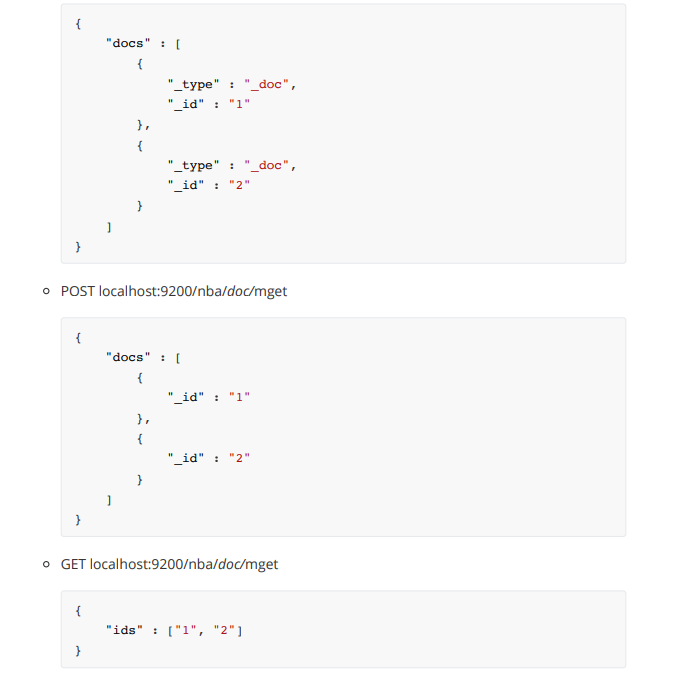 {
"docs" : [
{
"_type" : "_doc",
"_id" : "1"
},
{
"_type" : "_doc",
"_id" : "2"
}
]
}
POST localhost:9200/nba/doc/mget
{
"docs" : [
{
"_id" : "1"
},
{
"_id" : "2"
}
]
}
GET localhost:9200/nba/doc/mget
{
"ids" : ["1", "2"]
}